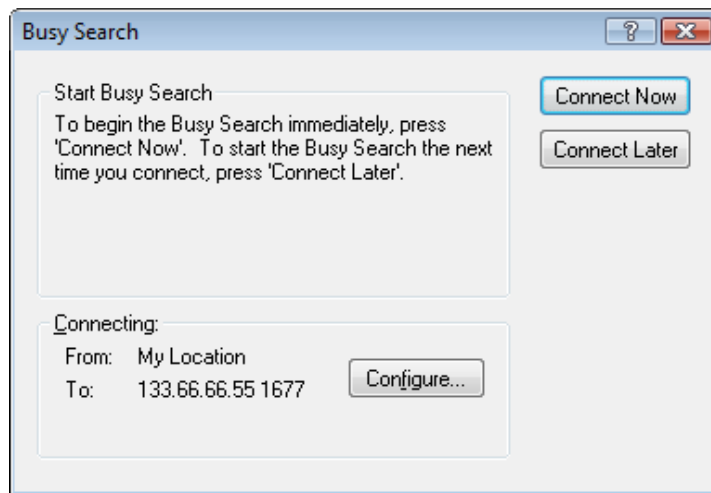 Busy Search
Start Busy Search
To begin the Busy Search immediately, press
'Connect Now'.  To start the Busy Search the next
time you connect, press 'Connect Later'.
Connect Now
Connect Later
Connecting:
From: My Location
To: 133.66.66.55 1677
Configure...